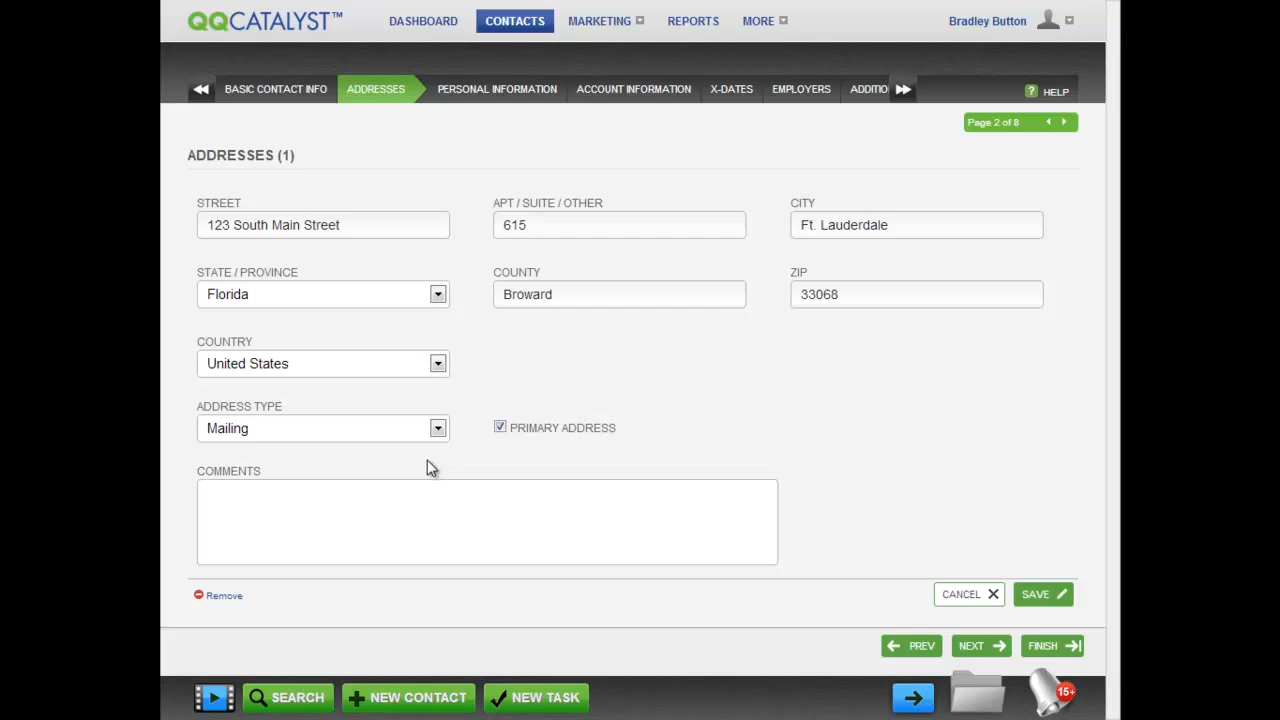 QQCATALYST™ DASHBOARD CONTACTS MARKETING REPORTS MORE Bradley Button
BASIC CONTACT INFO ADDRESSES PERSONAL INFORMATION ACCOUNT INFORMATION X-DATES EMPLOYERS ADDITIO ? HELP
Page 2 of 8
ADDRESSES (1)
STREET APT / SUITE / OTHER CITY
123 South Main Street 615 Ft. Lauderdale
STATE / PROVINCE COUNTY ZIP
Florida Broward 33068
COUNTRY
United States
ADDRESS TYPE
Mailing PRIMARY ADDRESS
COMMENTS
Remove CANCEL SAVE
PREV NEXT FINISH
SEARCH NEW CONTACT NEW TASK 15+